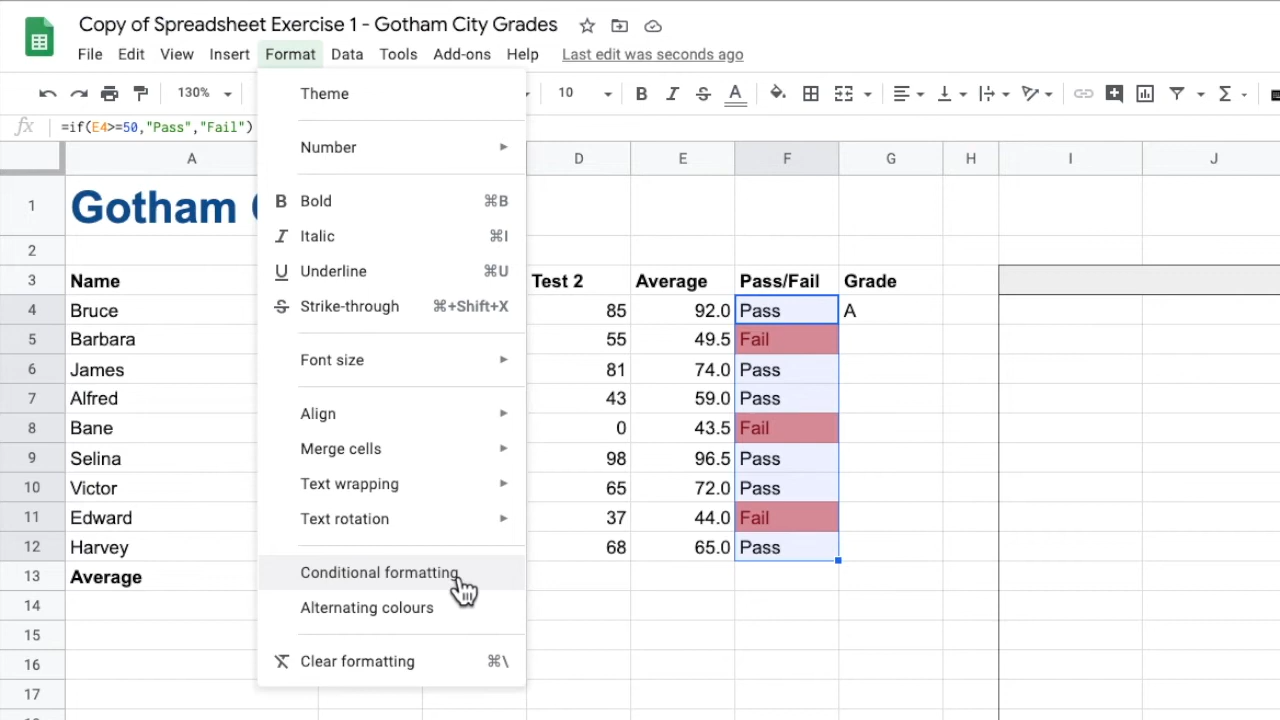 Copy of Spreadsheet Exercise 1 - Gotham City Grades
File Edit View Insert Format Data Tools Add-ons Help Last edit was seconds ago
130% 10 B I S A
fx =if(E4>=50,"Pass","Fail")
A D E F G H I J
1 Gotham
2
3 Name Test 2 Average Pass/Fail Grade
4 Bruce 85 92.0 Pass A
5 Barbara 55 49.5 Fail
6 James 81 74.0 Pass
7 Alfred 43 59.0 Pass
8 Bane 0 43.5 Fail
9 Selina 98 96.5 Pass
10 Victor 65 72.0 Pass
11 Edward 37 44.0 Fail
12 Harvey 68 65.0 Pass
13 Average
14
15
16
17
Theme
Number
B Bold ⌘B
I Italic ⌘I
U Underline ⌘U
S Strike-through ⌘+Shift+X
Font size
Align
Merge cells
Text wrapping
Text rotation
Conditional formatting
Alternating colours
Clear formatting ⌘\